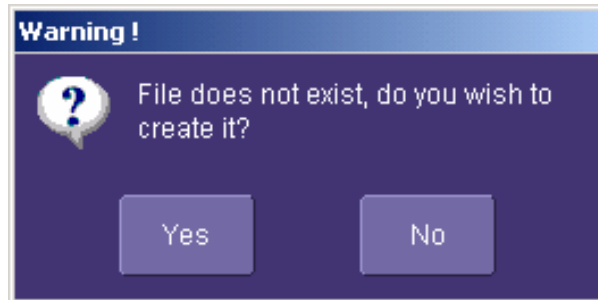 Warning !
File does not exist, do you wish to
create it?
Yes
No